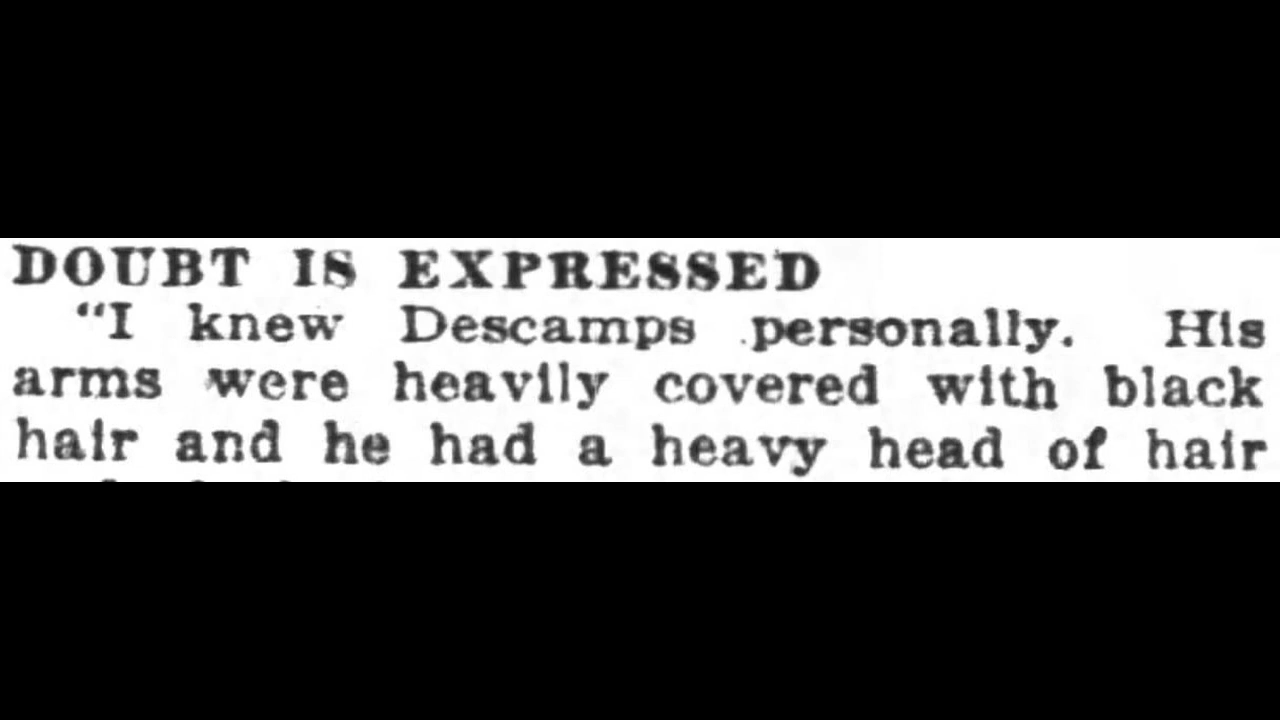 DOUBT IS EXPRESSED
"I knew Descamps personally. His
arms were heavily covered with black
hair and he had a heavy head of hair